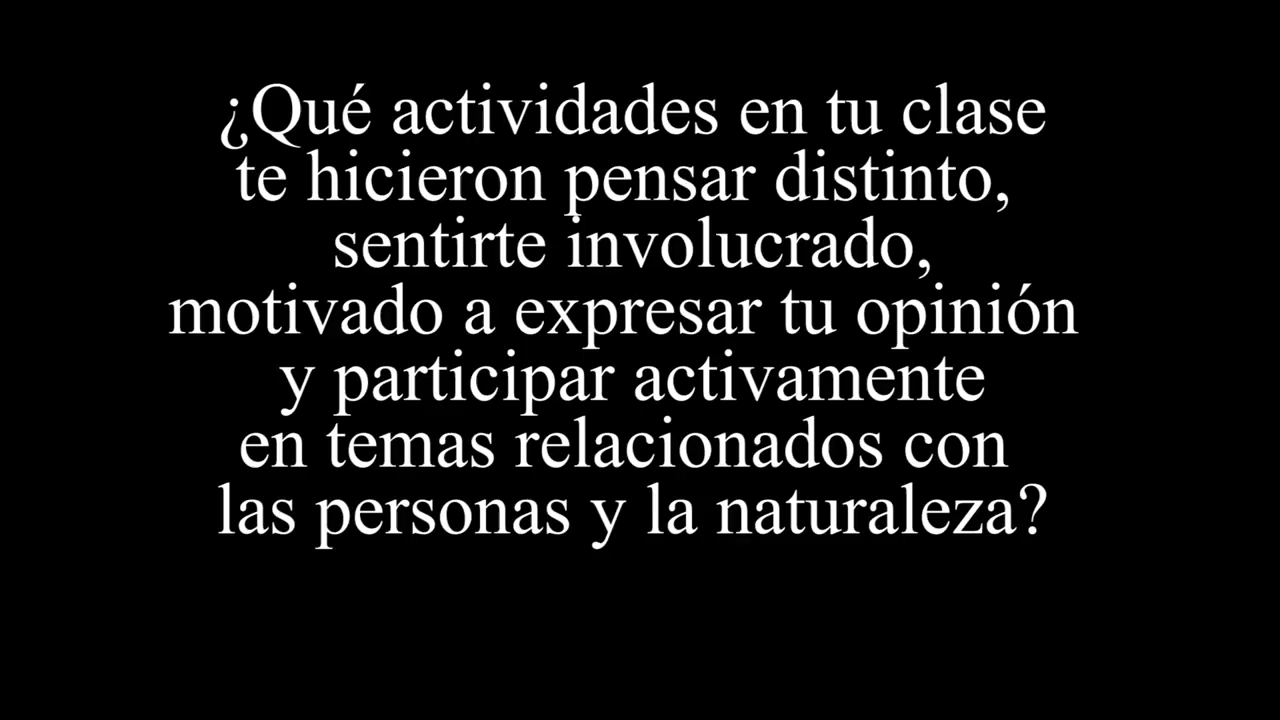 ¿Qué actividades en tu clase
te hicieron pensar distinto,
sentirte involucrado,
motivado a expresar tu opinión
y participar activamente
en temas relacionados con
las personas y la naturaleza?